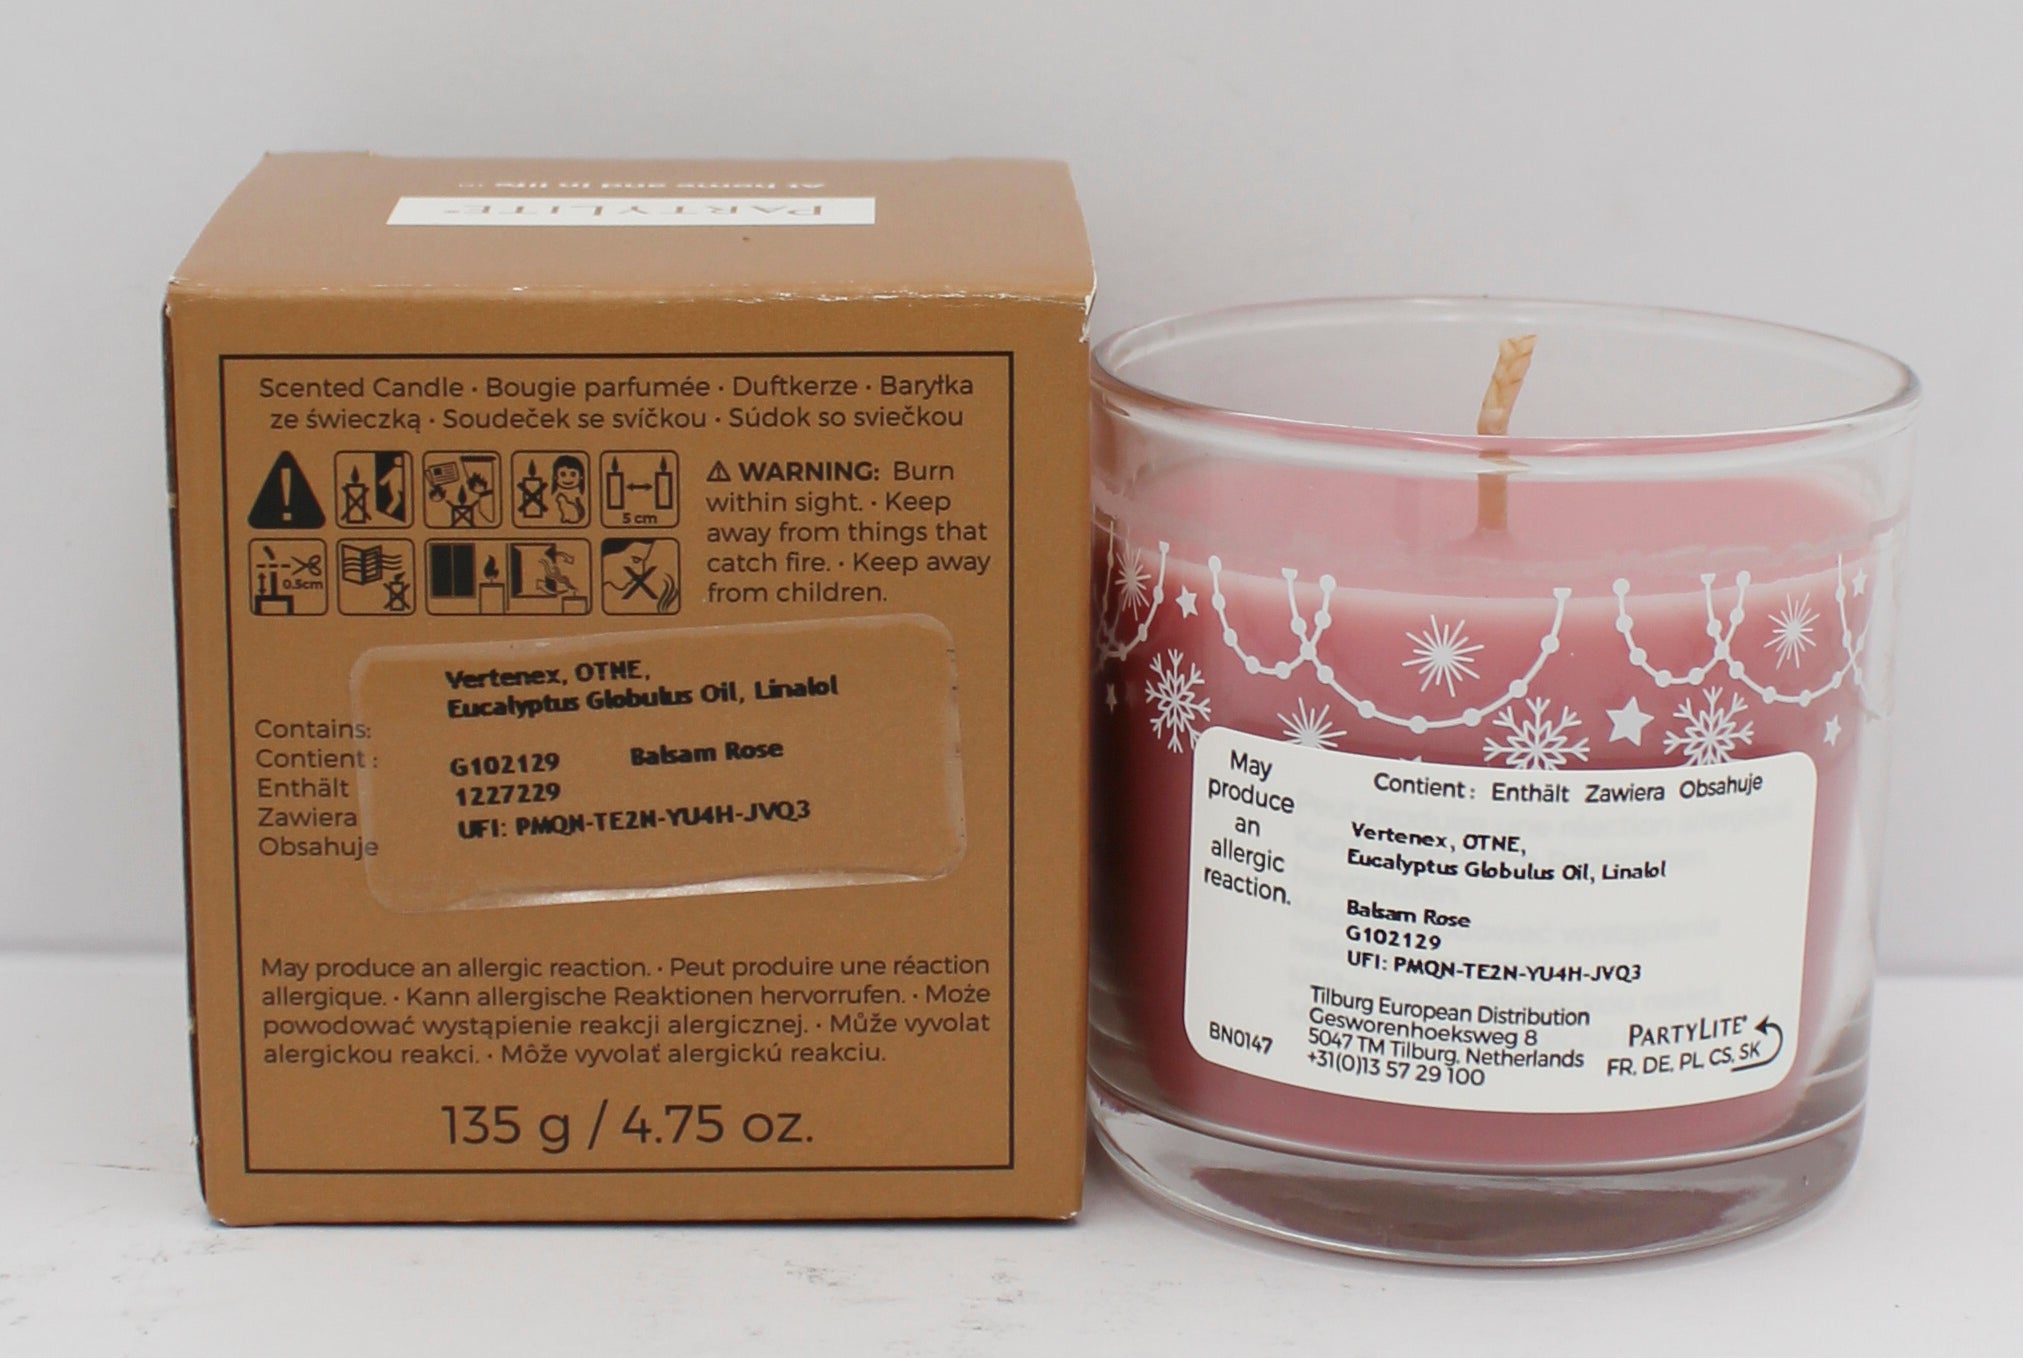 At home and in life™
PARTYLITE®
Scented Candle · Bougie parfumée · Duftkerze · Baryłka
ze świeczką · Soudeček se svíčkou · Súdok so sviečkou
5 cm
0.5cm
⚠ WARNING: Burn
within sight. · Keep
away from things that
catch fire. · Keep away
from children.
Vertenex, OTNE,
Eucalyptus Globulus Oil, Linalol
G102129 Balsam Rose
1227229
UFI: PMQN-TE2N-YU4H-JVQ3
Contains:
Contient :
Enthält
Zawiera
Obsahuje
May produce an allergic reaction. · Peut produire une réaction
allergique. · Kann allergische Reaktionen hervorrufen. · Może
powodować wystąpienie reakcji alergicznej. · Může vyvolat
alergickou reakci. · Môže vyvolať alergickú reakciu.
135 g / 4.75 oz.
May
produce
an
allergic
reaction.
Contient : Enthält Zawiera Obsahuje
Vertenex, OTNE,
Eucalyptus Globulus Oil, Linalol
Balsam Rose
G102129
UFI: PMQN-TE2N-YU4H-JVQ3
BN0147
Tilburg European Distribution
Gesworenhoeksweg 8
5047 TM Tilburg, Netherlands
+31(0)13 57 29 100
PARTYLITE®
FR, DE, PL, CS, SK